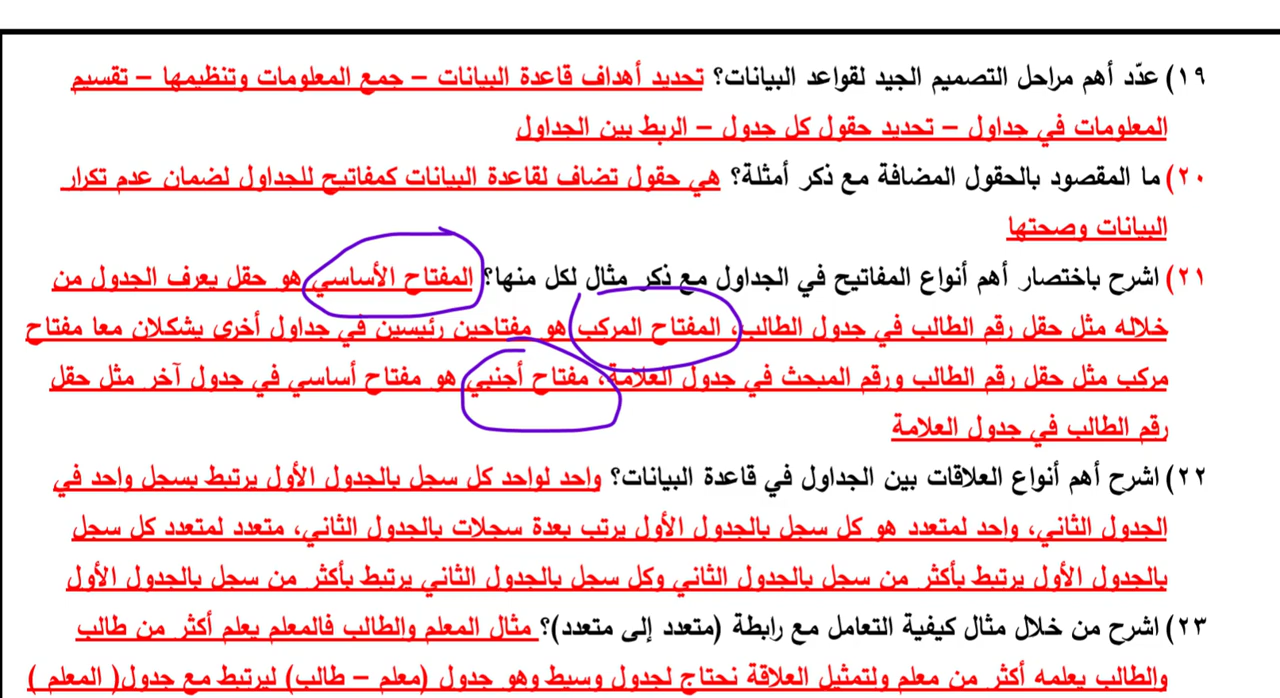 ١٩) عدّد أهم مراحل التصميم الجيد لقواعد البيانات؟ تحديد أهداف قاعدة البيانات – جمع المعلومات وتنظيمها – تقسيم
المعلومات في جداول – تحديد حقول كل جدول – الربط بين الجداول
٢٠) ما المقصود بالحقول المضافة مع ذكر أمثلة؟ هي حقول تضاف لقاعدة البيانات كمفاتيح للجداول لضمان عدم تكرار
البيانات وصحتها
٢١) اشرح باختصار أهم أنواع المفاتيح في الجداول مع ذكر مثال لكل منها؟ المفتاح الأساسي هو حقل يعرف الجدول من
خلاله مثل حقل رقم الطالب في جدول الطالب، المفتاح المركب هو مفتاحين رئيسين في جداول أخرى يشكلان معا مفتاح
مركب مثل حقل رقم الطالب ورقم المبحث في جدول العلامة، مفتاح أجنبي هو مفتاح أساسي في جدول آخر مثل حقل
رقم الطالب في جدول العلامة
٢٢) اشرح أهم أنواع العلاقات بين الجداول في قاعدة البيانات؟ واحد لواحد كل سجل بالجدول الأول يرتبط بسجل واحد في
الجدول الثاني، واحد لمتعدد هو كل سجل بالجدول الأول يرتب بعدة سجلات بالجدول الثاني، متعدد لمتعدد كل سجل
بالجدول الأول يرتبط بأكثر من سجل بالجدول الثاني وكل سجل بالجدول الثاني يرتبط بأكثر من سجل بالجدول الأول
٢٣) اشرح من خلال مثال كيفية التعامل مع رابطة (متعدد إلى متعدد)؟ مثال المعلم والطالب فالمعلم يعلم أكثر من طالب
والطالب يعلمه أكثر من معلم ولتمثيل العلاقة نحتاج لجدول وسيط وهو جدول (معلم – طالب) ليرتبط مع جدول( المعلم )